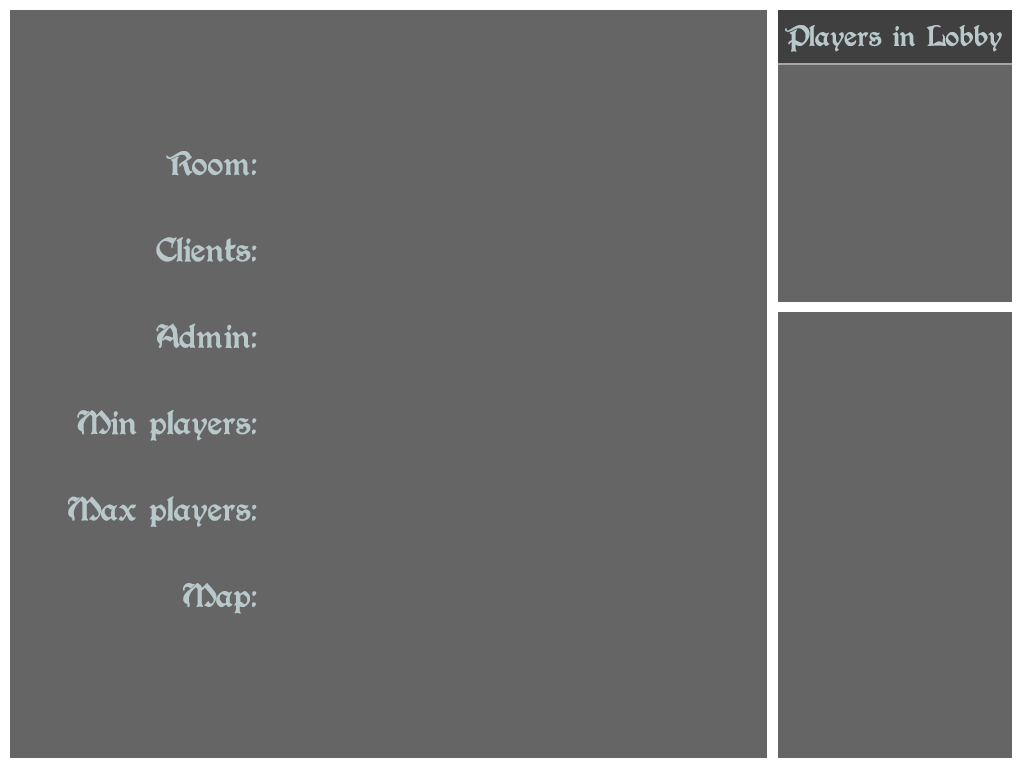 Players in Lobby
Room:
Clients:
Admin:
Min players:
Max players:
Map: